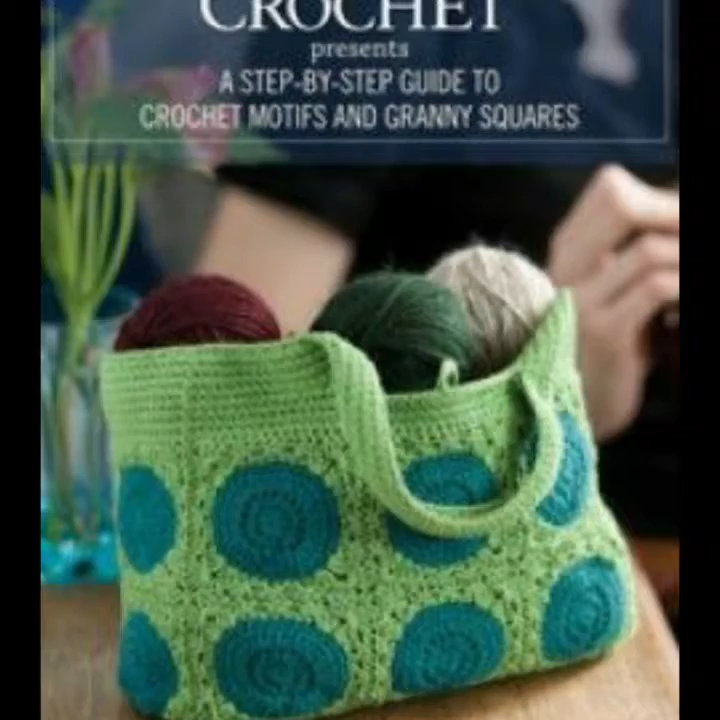 CROCHET
presents
A STEP-BY-STEP GUIDE TO
CROCHET MOTIFS AND GRANNY SQUARES